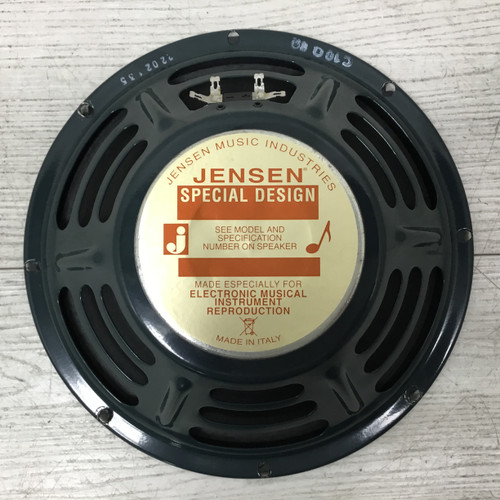 JENSEN MUSIC INDUSTRIES
JENSEN®
SPECIAL DESIGN
SEE MODEL AND
SPECIFICATION
NUMBER ON SPEAKER
j
MADE ESPECIALLY FOR
ELECTRONIC MUSICAL
INSTRUMENT
REPRODUCTION
MADE IN ITALY